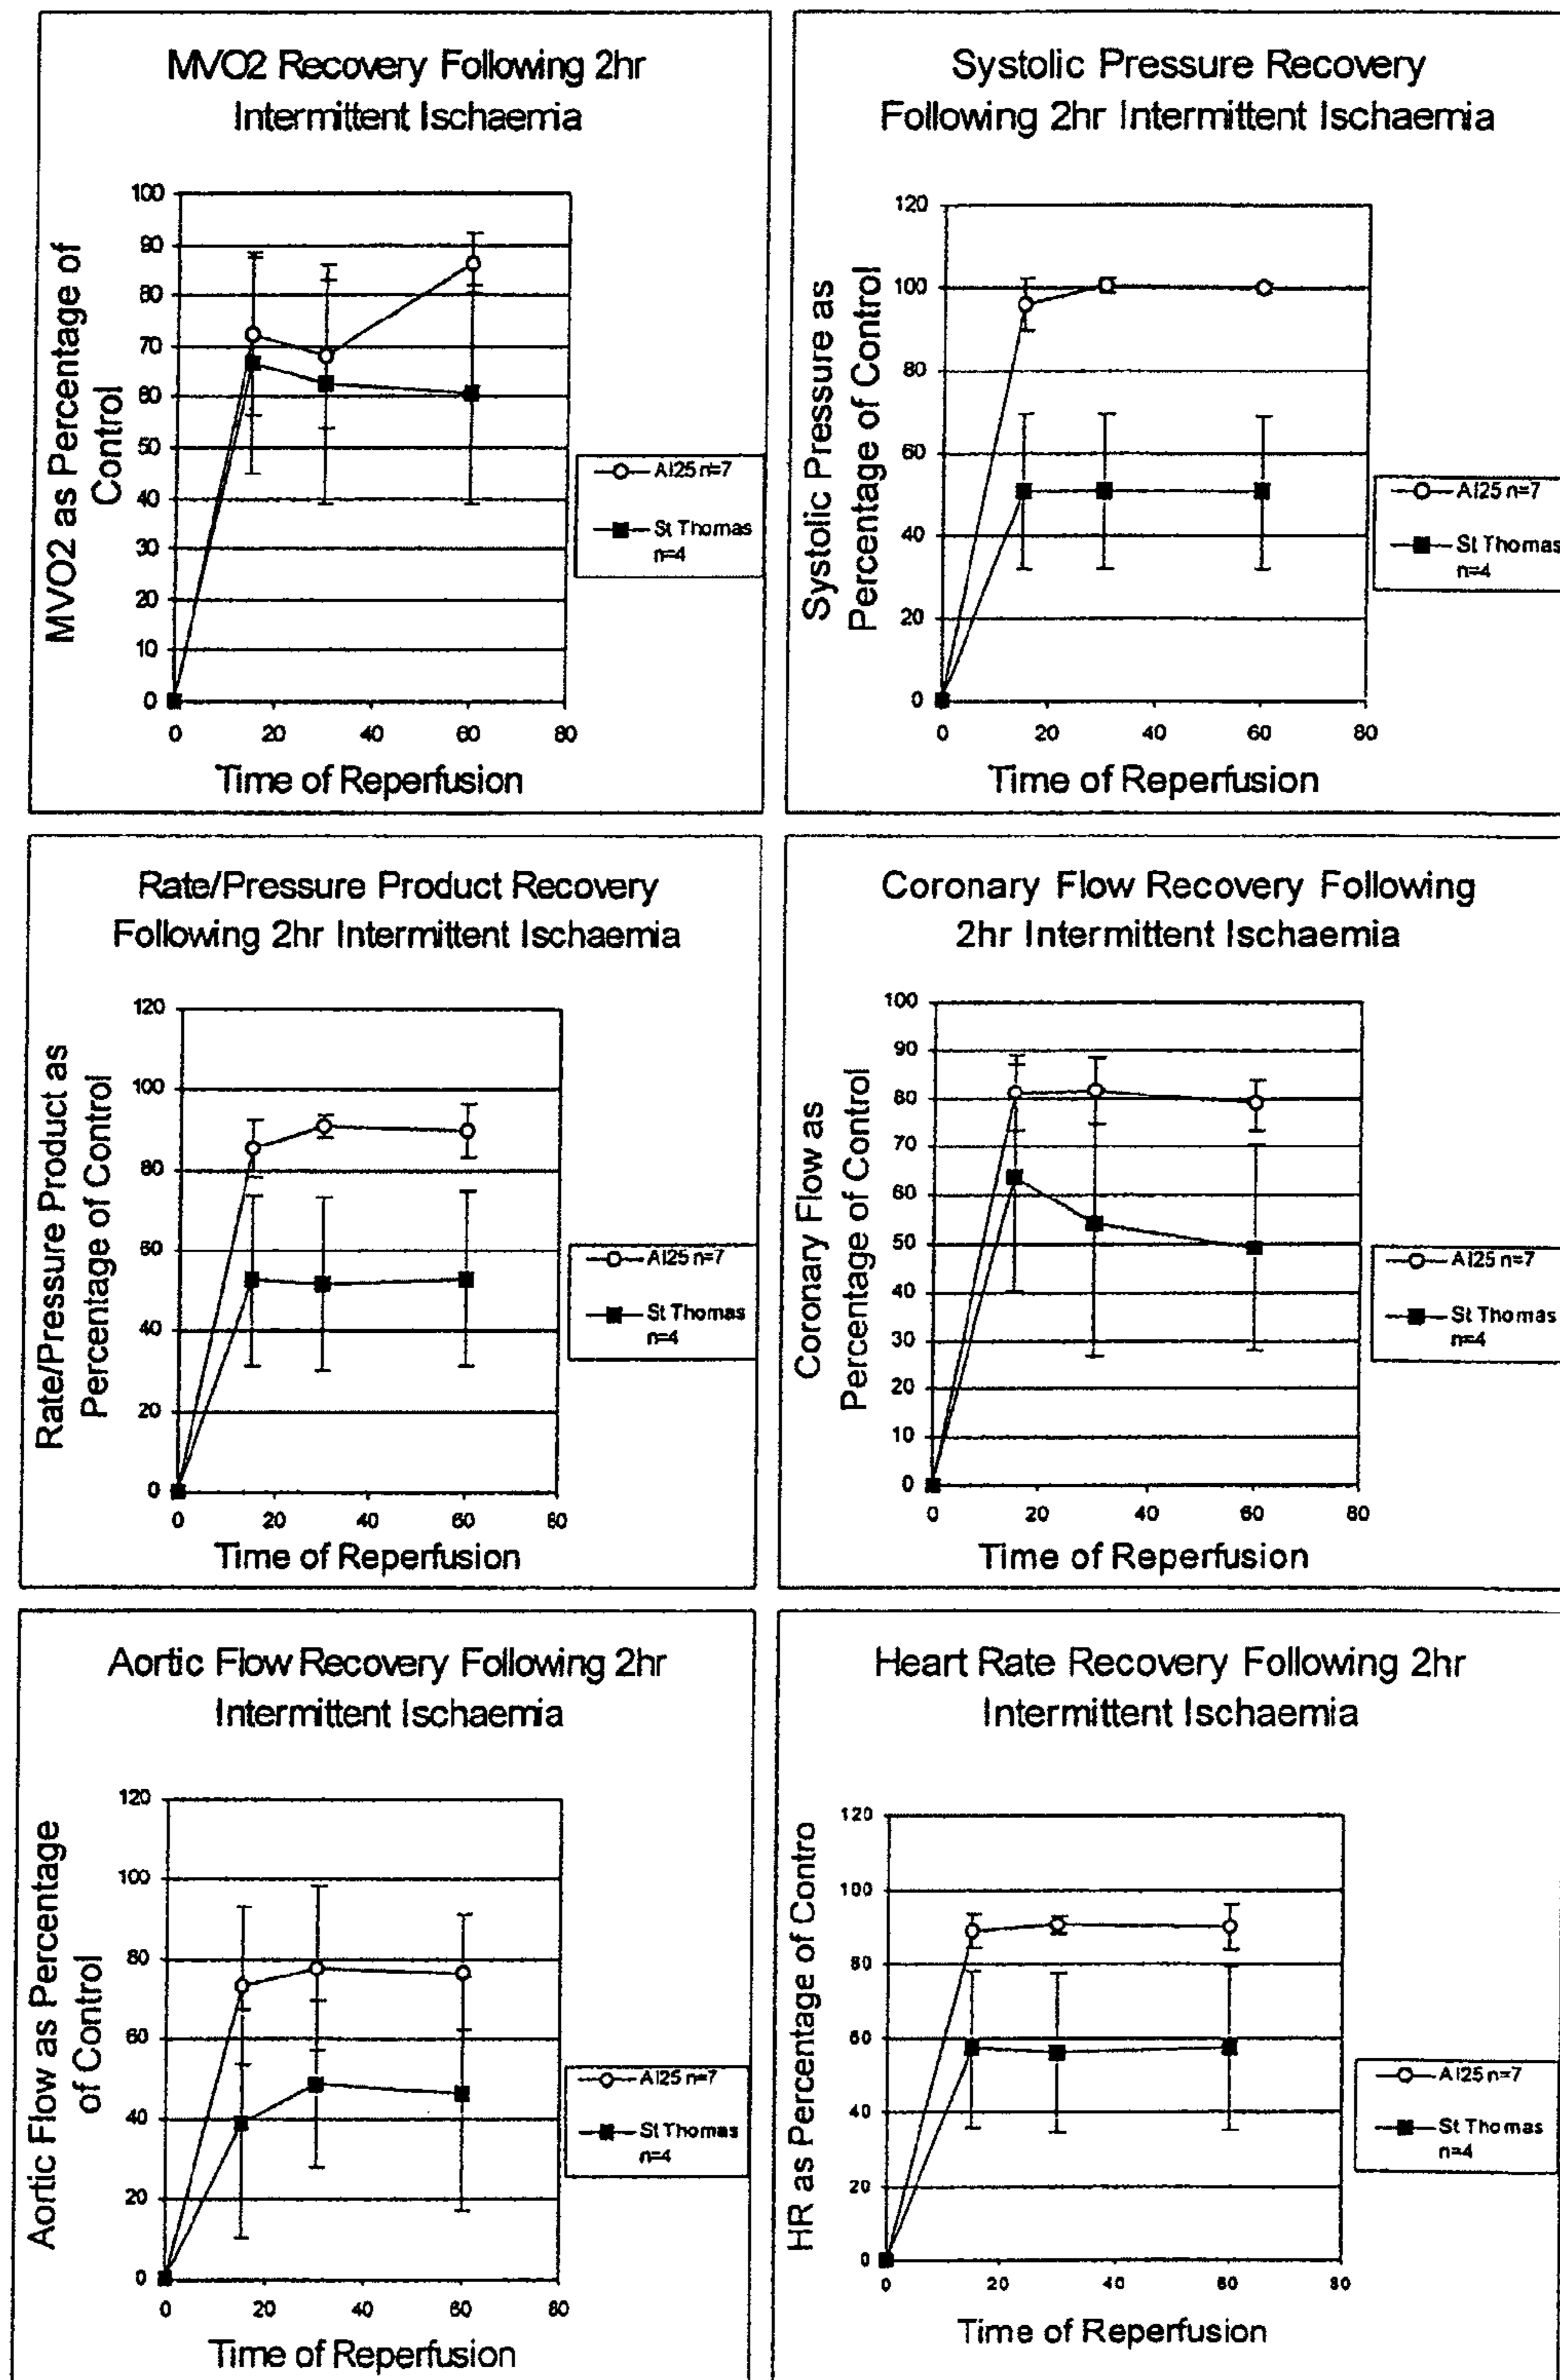 MVO2 Recovery Following 2hr
Intermittent Ischaemia
MVO2 as Percentage of
Control
100
90
80
70
60
50
40
30
20
10
0
0 20 40 60 80
Time of Reperfusion
AI25 n=7
St Thomas
n=4
Systolic Pressure Recovery
Following 2hr Intermittent Ischaemia
Systolic Pressure as
Percentage of Control
120
100
80
60
40
20
0
0 20 40 60 80
Time of Reperfusion
AI25 n=7
St Thomas
n=4
Rate/Pressure Product Recovery
Following 2hr Intermittent Ischaemia
Rate/Pressure Product as
Percentage of Control
120
100
80
60
40
20
0
0 20 40 60 80
Time of Reperfusion
AI25 n=7
St Thomas
n=4
Coronary Flow Recovery Following
2hr Intermittent Ischaemia
Coronary Flow as
Percentage of Control
100
90
80
70
60
50
40
30
20
10
0
0 20 40 60 80
Time of Reperfusion
AI25 n=7
St Thomas
n=4
Aortic Flow Recovery Following 2hr
Intermittent Ischaemia
Aortic Flow as Percentage
of Control
120
100
80
60
40
20
0
0 20 40 60 80
Time of Reperfusion
AI25 n=7
St Thomas
n=4
Heart Rate Recovery Following 2hr
Intermittent Ischaemia
HR as Percentage of Contro
120
100
80
60
40
20
0
0 20 40 60 80
Time of Reperfusion
AI25 n=7
St Thomas
n=4